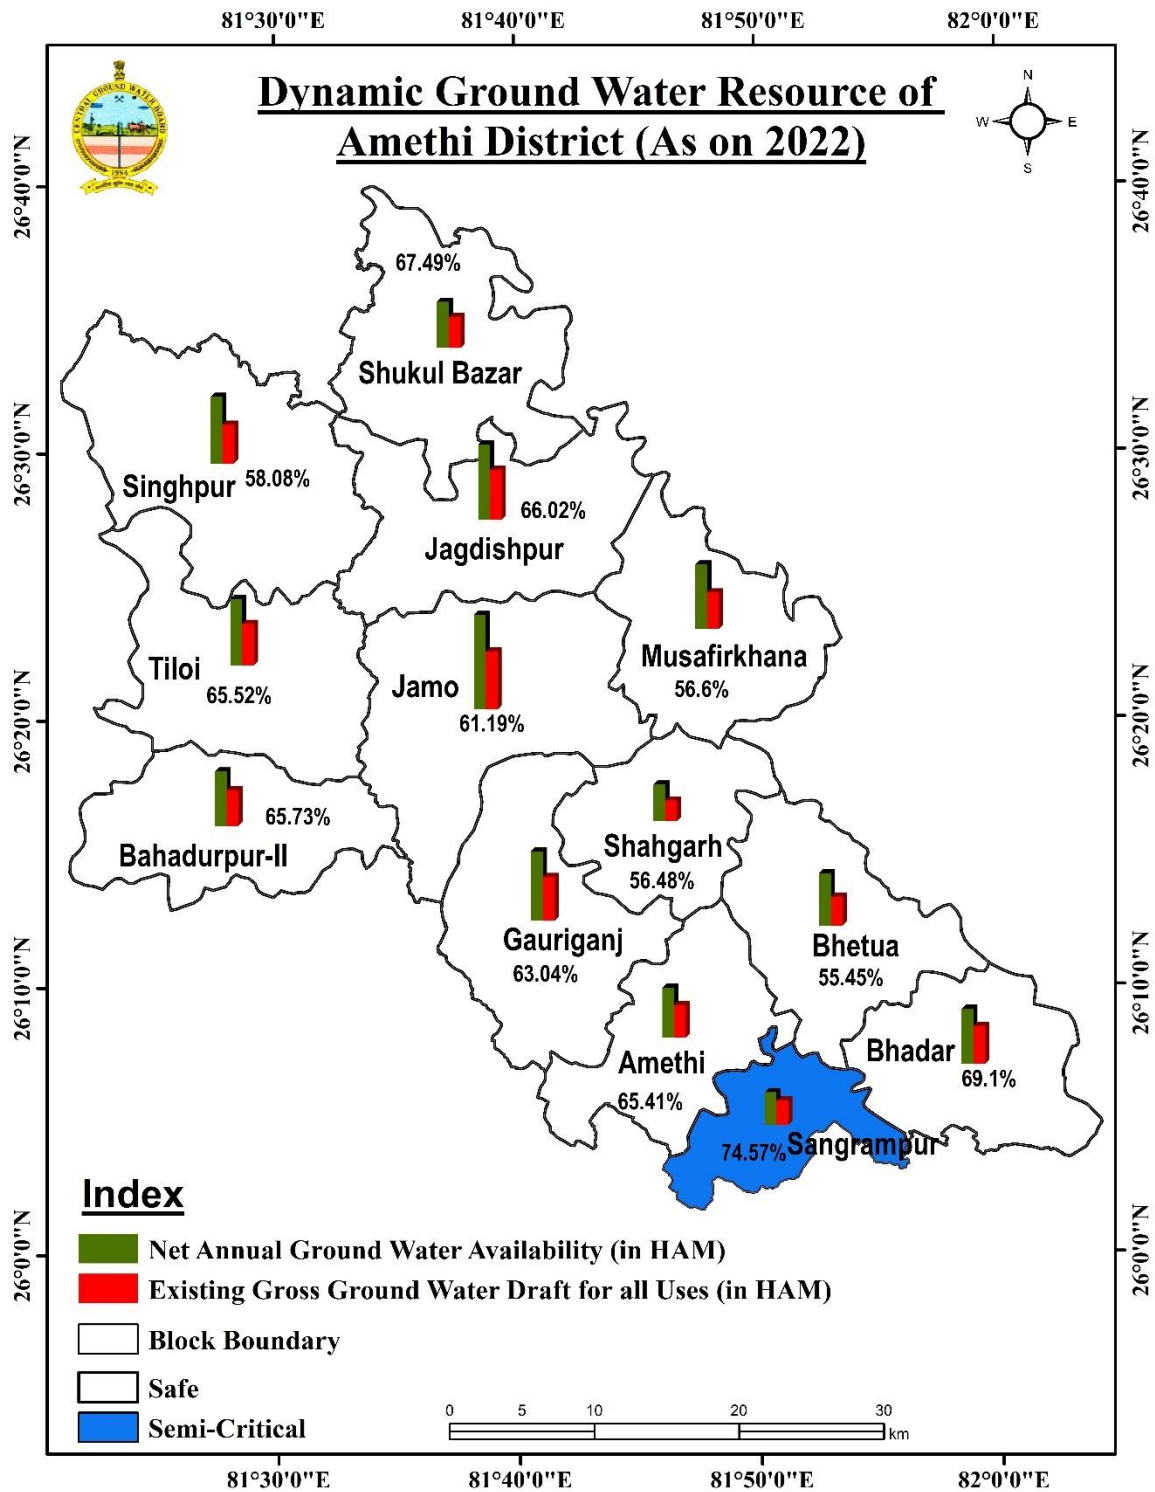 81°30'0"E 81°40'0"E 81°50'0"E 82°0'0"E
Dynamic Ground Water Resource of
Amethi District (As on 2022)
CENTRAL GROUND WATER BOARD
1954
N
W E
S
26°40'0"N 26°40'0"N
67.49%
Shukul Bazar
26°30'0"N 26°30'0"N
Singhpur 58.08%
66.02%
Jagdishpur
Musafirkhana
56.6%
Tiloi
65.52%
Jamo
61.19%
26°20'0"N 26°20'0"N
65.73%
Bahadurpur-II
Shahgarh
56.48%
Gauriganj
63.04%
Bhetua
55.45%
26°10'0"N 26°10'0"N
Amethi
65.41%
Bhadar
69.1%
74.57% Sangrampur
26°0'0"N 26°0'0"N
Index
Net Annual Ground Water Availability (in HAM)
Existing Gross Ground Water Draft for all Uses (in HAM)
Block Boundary
Safe
Semi-Critical
0 5 10 20 30
km
81°30'0"E 81°40'0"E 81°50'0"E 82°0'0"E